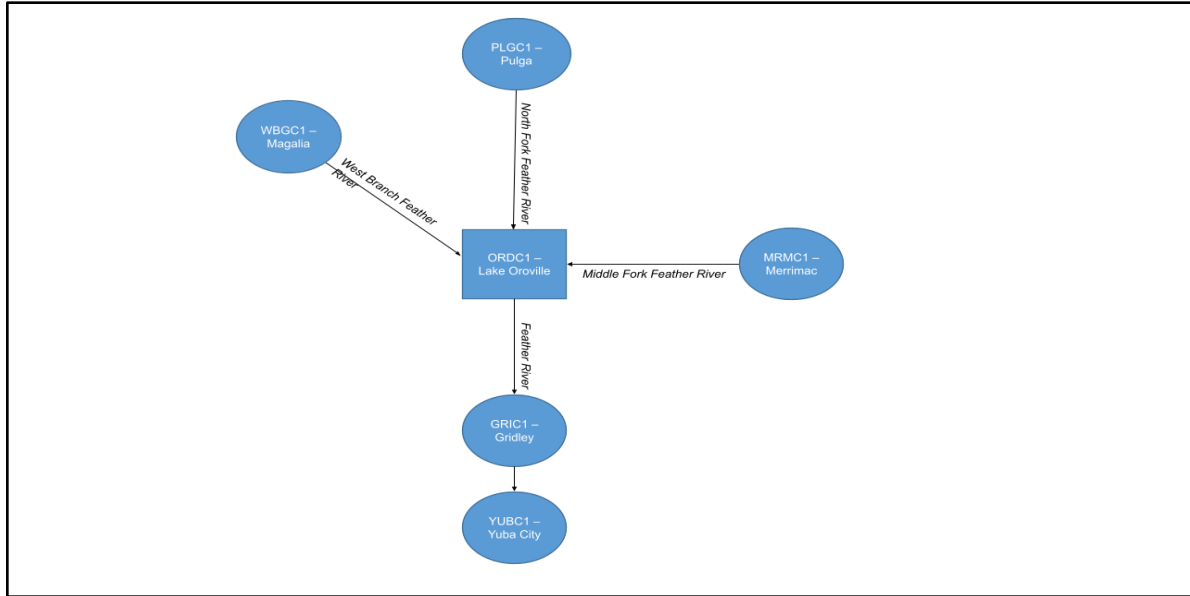 PLGC1 –
Pulga
North Fork Feather River
WBGC1 –
Magalia
West Branch Feather
River
ORDC1 –
Lake Oroville
MRMC1 –
Merrimac
Middle Fork Feather River
Feather River
GRIC1 –
Gridley
YUBC1 –
Yuba City